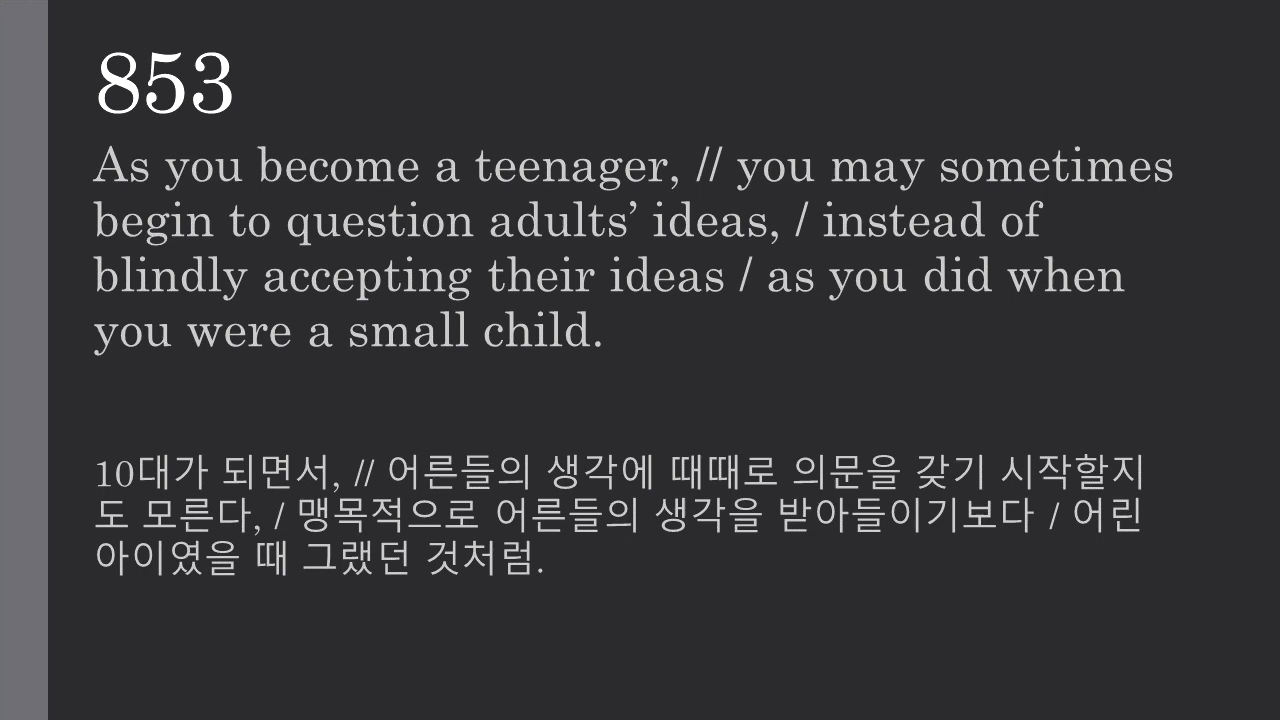 853
As you become a teenager, // you may sometimes
begin to question adults’ ideas, / instead of
blindly accepting their ideas / as you did when
you were a small child.
10대가 되면서, // 어른들의 생각에 때때로 의문을 갖기 시작할지
도 모른다, / 맹목적으로 어른들의 생각을 받아들이기보다 / 어린
아이였을 때 그랬던 것처럼.